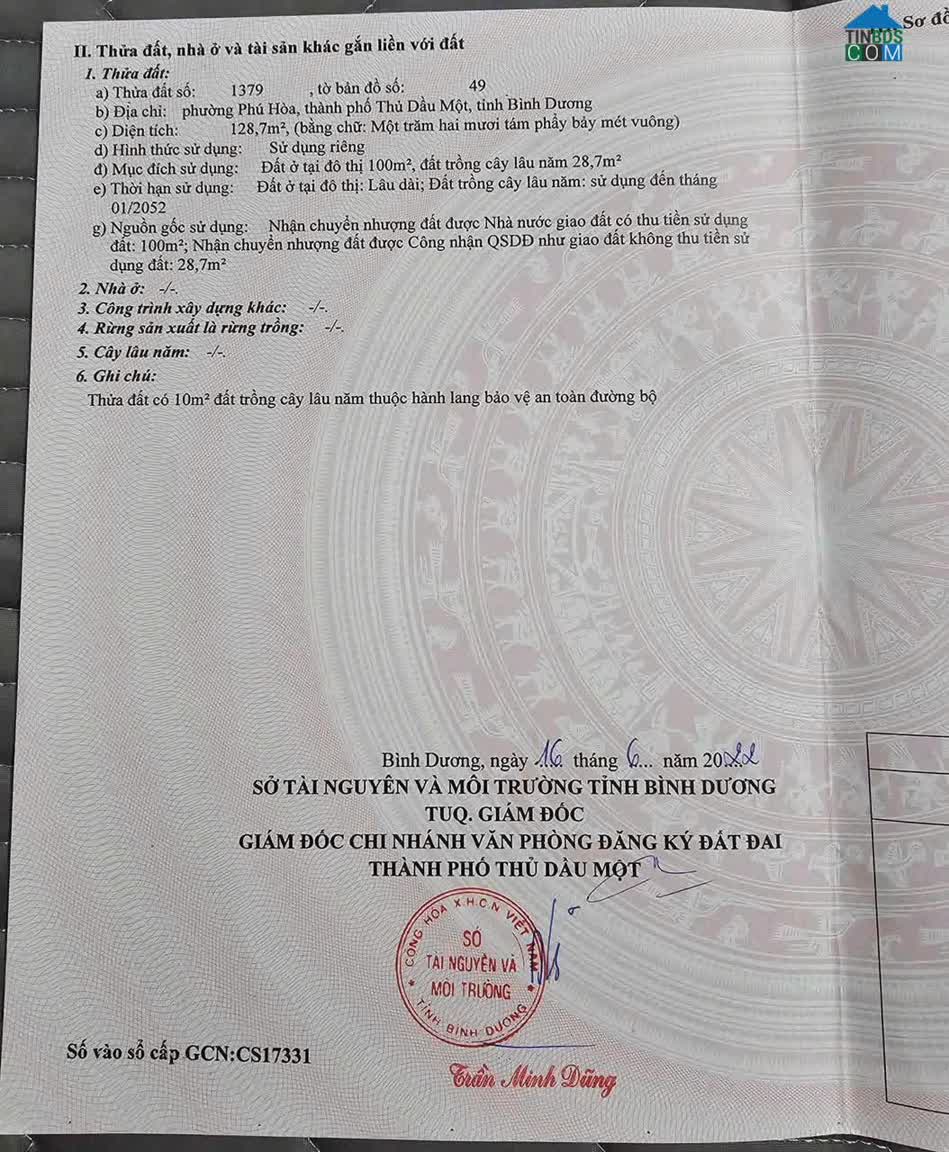 TINBDS
COM
Sơ đồ
II. Thửa đất, nhà ở và tài sản khác gắn liền với đất
1. Thửa đất:
a) Thửa đất số: 1379 , tờ bản đồ số: 49
b) Địa chỉ: phường Phú Hòa, thành phố Thủ Dầu Một, tỉnh Bình Dương
c) Diện tích: 128,7m², (bằng chữ: Một trăm hai mươi tám phẩy bảy mét vuông)
d) Hình thức sử dụng: Sử dụng riêng
đ) Mục đích sử dụng: Đất ở tại đô thị 100m², đất trồng cây lâu năm 28,7m²
e) Thời hạn sử dụng: Đất ở tại đô thị: Lâu dài; Đất trồng cây lâu năm: sử dụng đến tháng
01/2052
g) Nguồn gốc sử dụng: Nhận chuyển nhượng đất được Nhà nước giao đất có thu tiền sử dụng
đất: 100m²; Nhận chuyển nhượng đất được Công nhận QSDĐ như giao đất không thu tiền sử
dụng đất: 28,7m²
2. Nhà ở: -/-.
3. Công trình xây dựng khác: -/-.
4. Rừng sản xuất là rừng trồng: -/-.
5. Cây lâu năm: -/-.
6. Ghi chú:
Thửa đất có 10m² đất trồng cây lâu năm thuộc hành lang bảo vệ an toàn đường bộ
Bình Dương, ngày 16 tháng 6... năm 2022
SỞ TÀI NGUYÊN VÀ MÔI TRƯỜNG TỈNH BÌNH DƯƠNG
TUQ. GIÁM ĐỐC
GIÁM ĐỐC CHI NHÁNH VĂN PHÒNG ĐĂNG KÝ ĐẤT ĐAI
THÀNH PHỐ THỦ DẦU MỘT
CỘNG HÒA X.H.C.N VIỆT NAM
SỞ
TÀI NGUYÊN VÀ
MÔI TRƯỜNG
TỈNH BÌNH DƯƠNG
Số vào sổ cấp GCN:CS17331
Trần Minh Dũng